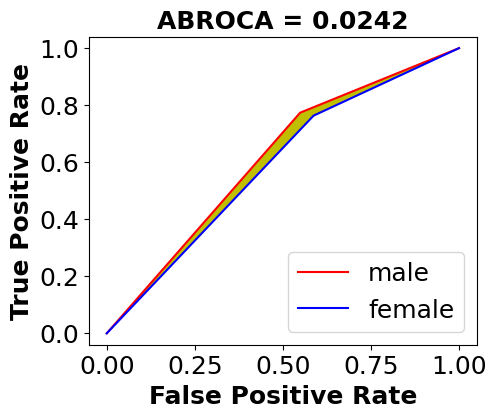 ABROCA = 0.0242
True Positive Rate
1.0
0.8
0.6
0.4
0.2
0.0
male
female
0.00 0.25 0.50 0.75 1.00
False Positive Rate